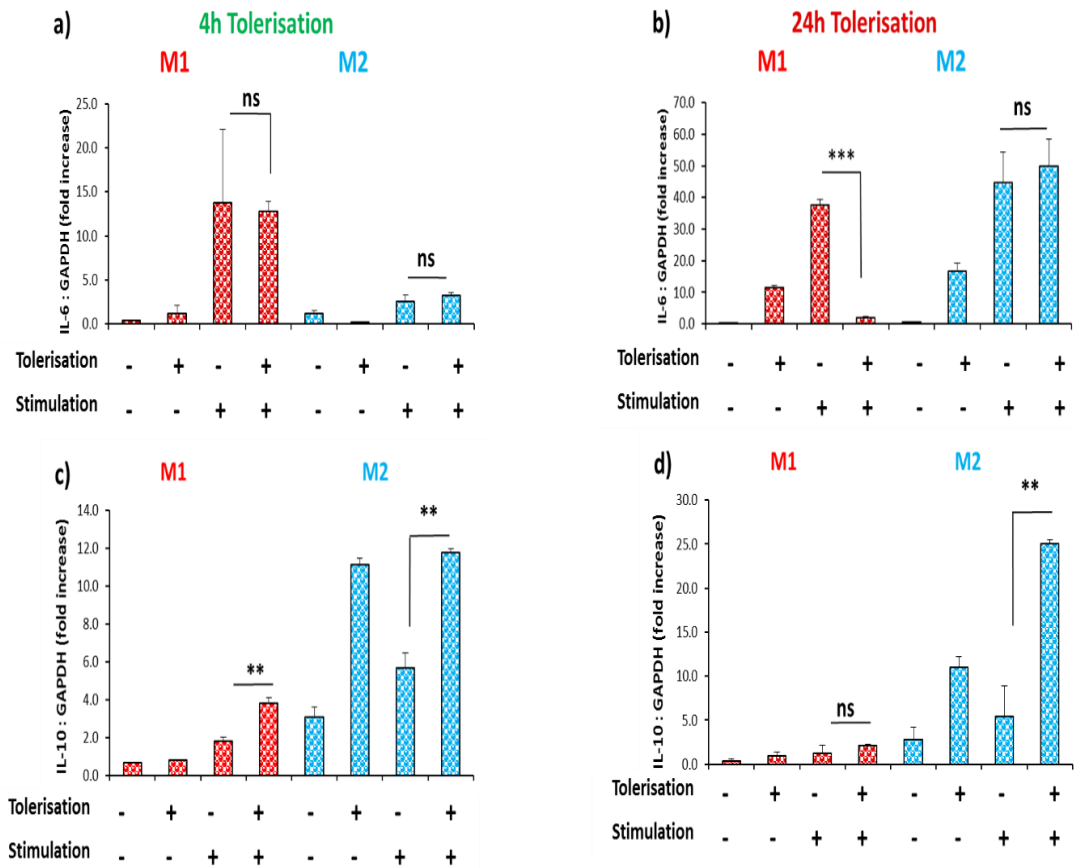 a)
4h Tolerisation
M1 M2
IL-6 : GAPDH (fold increase)
25.0
20.0
15.0
10.0
5.0
0.0
ns
ns
Tolerisation - + - + - + - +
Stimulation - - + + - - + +
b)
24h Tolerisation
M1 M2
IL-6 : GAPDH (fold increase)
70.0
60.0
50.0
40.0
30.0
20.0
10.0
0.0
***
ns
Tolerisation - + - + - + - +
Stimulation - - + + - - + +
c)
M1 M2
IL-10 : GAPDH (fold increase)
14.0
12.0
10.0
8.0
6.0
4.0
2.0
0.0
**
**
Tolerisation - + - + - + - +
Stimulation - - + + - - + +
d)
M1 M2
IL-10 : GAPDH (fold increase)
30.0
25.0
20.0
15.0
10.0
5.0
0.0
ns
**
Tolerisation - + - + - + - +
Stimulation - - + + - - + +